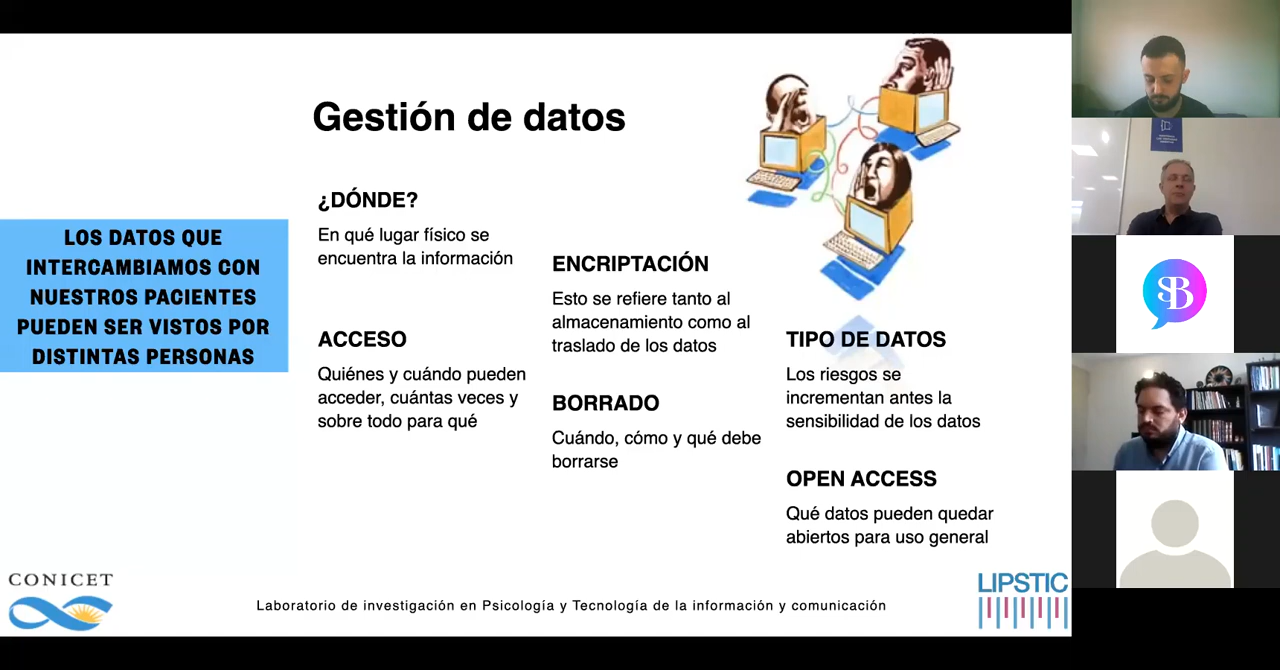 Gestión de datos
LOS DATOS QUE
INTERCAMBIAMOS CON
NUESTROS PACIENTES
PUEDEN SER VISTOS POR
DISTINTAS PERSONAS
¿DÓNDE?
En qué lugar físico se
encuentra la información
ACCESO
Quiénes y cuándo pueden
acceder, cuántas veces y
sobre todo para qué
ENCRIPTACIÓN
Esto se refiere tanto al
almacenamiento como al
traslado de los datos
BORRADO
Cuándo, cómo y qué debe
borrarse
TIPO DE DATOS
Los riesgos se
incrementan antes la
sensibilidad de los datos
OPEN ACCESS
Qué datos pueden quedar
abiertos para uso general
CONICET
Laboratorio de investigación en Psicología y Tecnología de la información y comunicación
LIPSTIC
SB